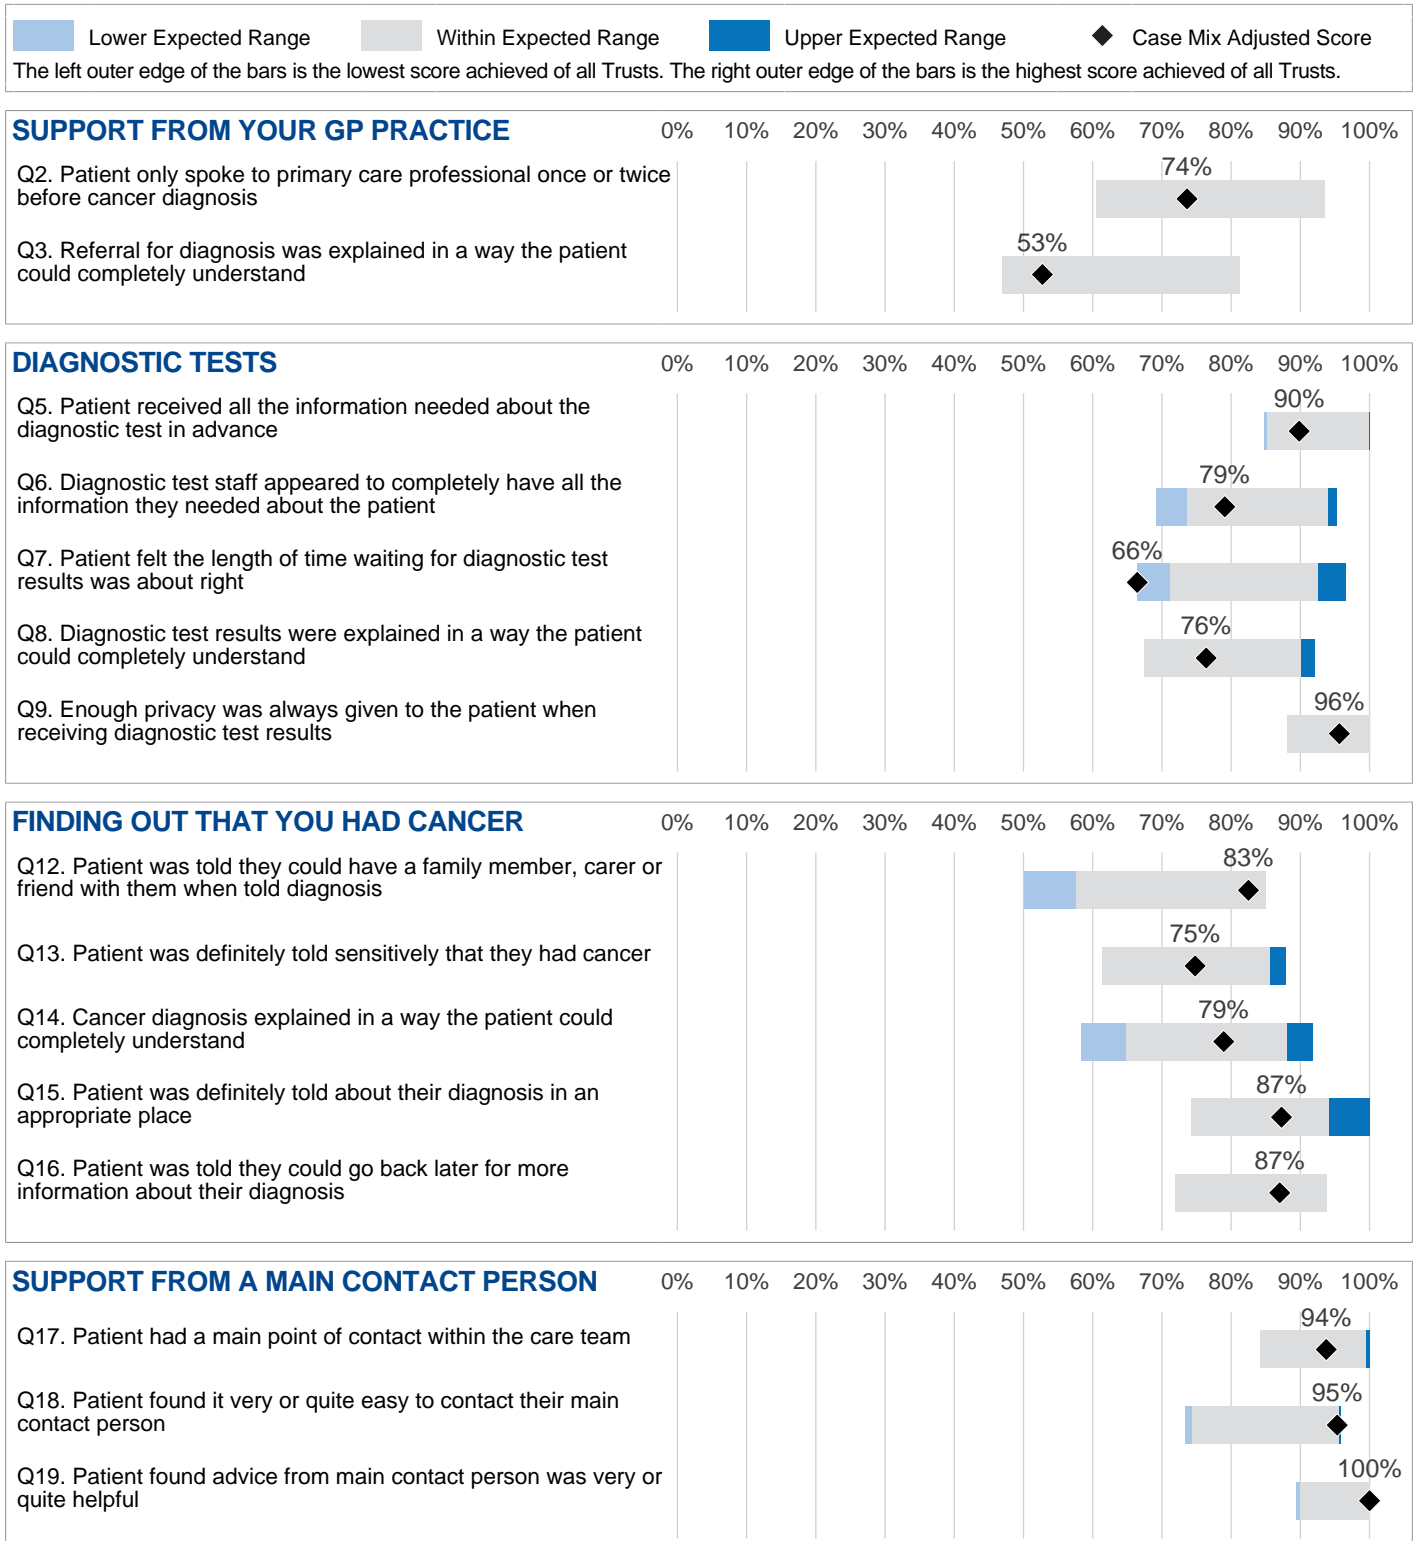 Lower Expected Range Within Expected Range Upper Expected Range Case Mix Adjusted Score
The left outer edge of the bars is the lowest score achieved of all Trusts. The right outer edge of the bars is the highest score achieved of all Trusts.
SUPPORT FROM YOUR GP PRACTICE 0% 10% 20% 30% 40% 50% 60% 70% 80% 90% 100%
74%
Q2. Patient only spoke to primary care professional once or twice
before cancer diagnosis
53%
Q3. Referral for diagnosis was explained in a way the patient
could completely understand
DIAGNOSTIC TESTS 0% 10% 20% 30% 40% 50% 60% 70% 80% 90% 100%
90%
Q5. Patient received all the information needed about the
diagnostic test in advance
79%
Q6. Diagnostic test staff appeared to completely have all the
information they needed about the patient
66%
Q7. Patient felt the length of time waiting for diagnostic test
results was about right
76%
Q8. Diagnostic test results were explained in a way the patient
could completely understand
96%
Q9. Enough privacy was always given to the patient when
receiving diagnostic test results
FINDING OUT THAT YOU HAD CANCER 0% 10% 20% 30% 40% 50% 60% 70% 80% 90% 100%
83%
Q12. Patient was told they could have a family member, carer or
friend with them when told diagnosis
75%
Q13. Patient was definitely told sensitively that they had cancer
79%
Q14. Cancer diagnosis explained in a way the patient could
completely understand
87%
Q15. Patient was definitely told about their diagnosis in an
appropriate place
87%
Q16. Patient was told they could go back later for more
information about their diagnosis
SUPPORT FROM A MAIN CONTACT PERSON 0% 10% 20% 30% 40% 50% 60% 70% 80% 90% 100%
94%
Q17. Patient had a main point of contact within the care team
95%
Q18. Patient found it very or quite easy to contact their main
contact person
100%
Q19. Patient found advice from main contact person was very or
quite helpful